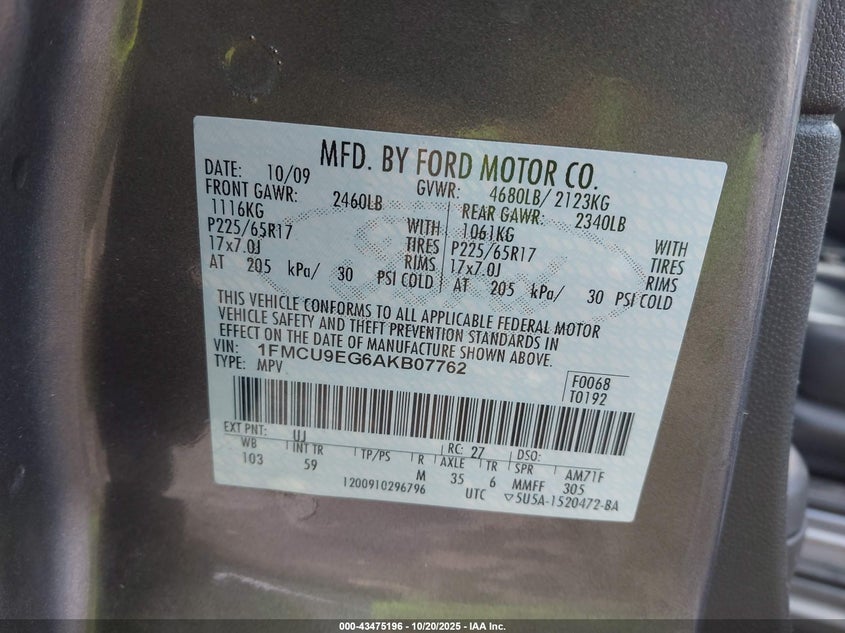 MFD. BY FORD MOTOR CO.
DATE: 10/09 GVWR: 4680LB/ 2123KG
FRONT GAWR: 2460LB REAR GAWR: 2340LB
1116KG WITH 1061KG WITH
P225/65R17 TIRES P225/65R17 TIRES
17x7.0J RIMS 17x7.0J RIMS
AT 205 kPa/ 30 PSI COLD AT 205 kPa/ 30 PSI COLD
THIS VEHICLE CONFORMS TO ALL APPLICABLE FEDERAL MOTOR
VEHICLE SAFETY AND THEFT PREVENTION STANDARDS IN
EFFECT ON THE DATE OF MANUFACTURE SHOWN ABOVE.
VIN: 1FMCU9EG6AKB07762
TYPE: MPV
F0068
T0192
EXT PNT: UJ RC: 27 DSO:
WB INT TR TP/PS R AXLE TR SPR AM71F
103 59 M 35 6 MMFF 305
1200910296796 UTC 5U5A-1520472-BA
000-43475196 - 10/20/2025 - IAA Inc.